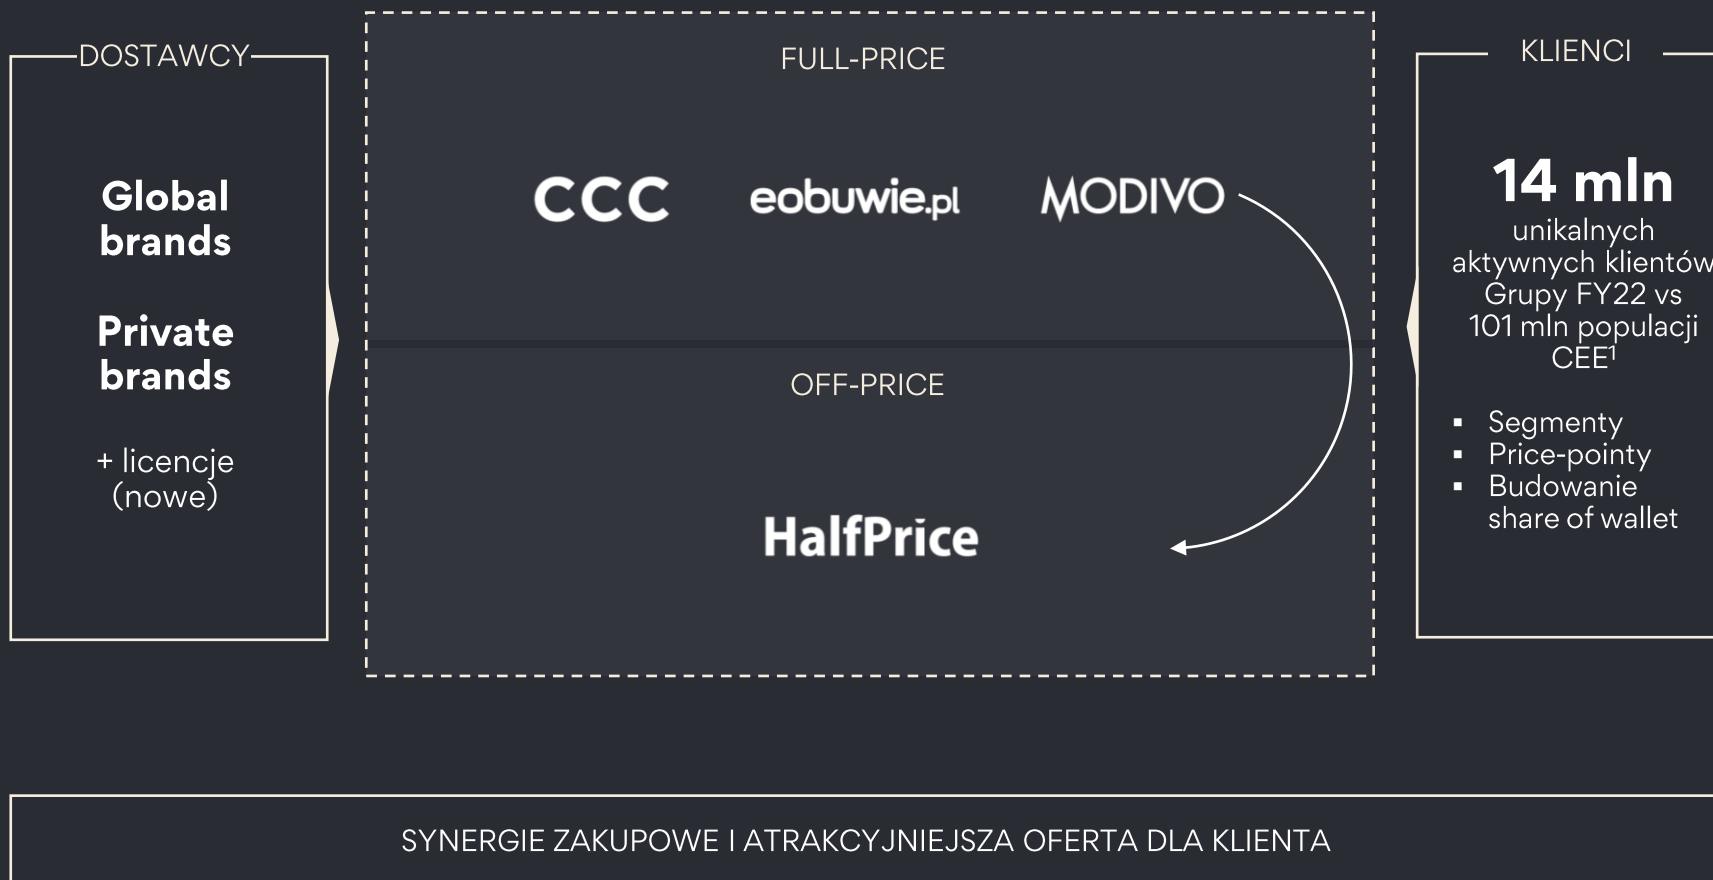 DOSTAWCY
Global
brands
Private
brands
+ licencje
(nowe)
FULL-PRICE
CCC eobuwie.pl MODIVO
OFF-PRICE
HalfPrice
KLIENCI
14 mln
unikalnych
aktywnych klientów
Grupy FY22 vs
101 mln populacji
CEE¹
▪ Segmenty
▪ Price-pointy
▪ Budowanie
share of wallet
SYNERGIE ZAKUPOWE I ATRAKCYJNIEJSZA OFERTA DLA KLIENTA